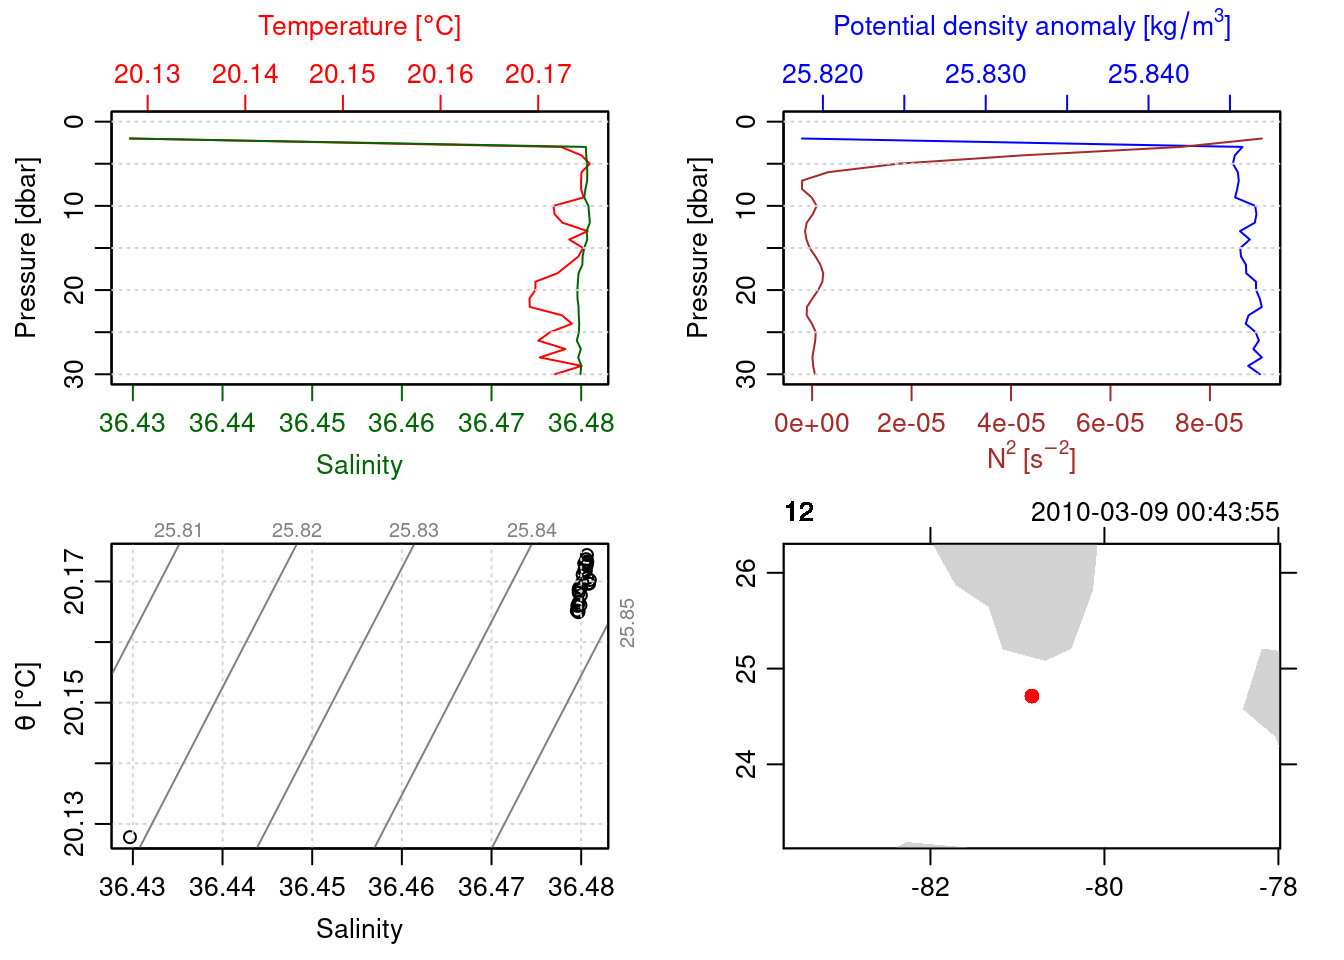 Temperature [°C]
20.13 20.14 20.15 20.16 20.17
Pressure [dbar]
0 10 20 30
36.43 36.44 36.45 36.46 36.47 36.48
Salinity
Potential density anomaly [kg/m³]
25.820 25.830 25.840
Pressure [dbar]
0 10 20 30
0e+00 2e-05 4e-05 6e-05 8e-05
N² [s⁻²]
25.81 25.82 25.83 25.84
25.85
θ [°C]
20.17 20.15 20.13
36.43 36.44 36.45 36.46 36.47 36.48
Salinity
12 2010-03-09 00:43:55
26 25 24
-82 -80 -78